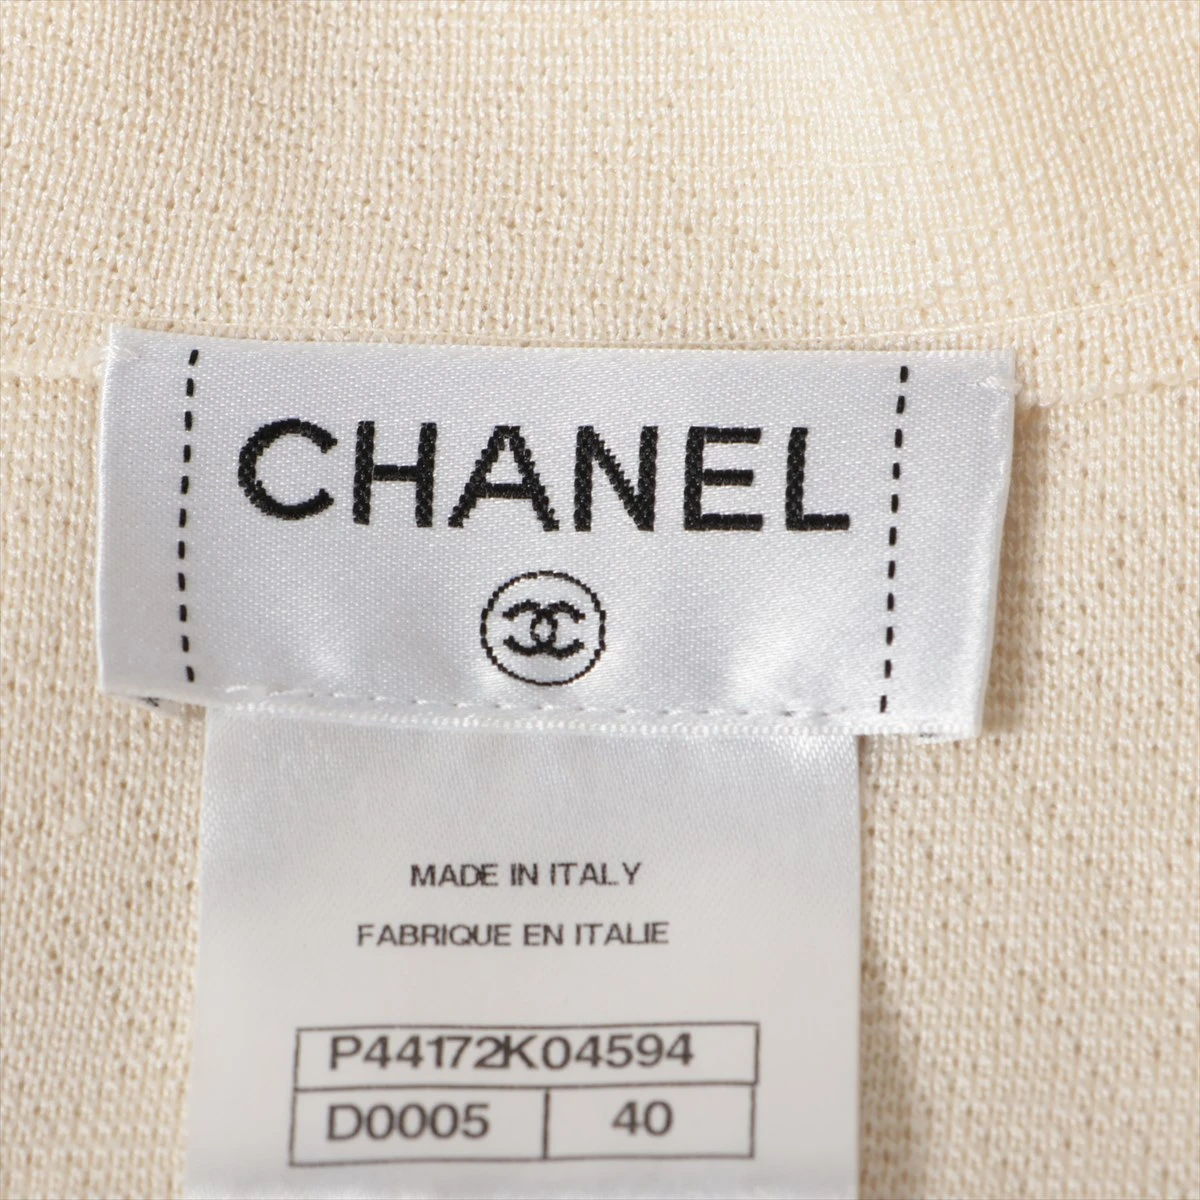 CHANEL
MADE IN ITALY
FABRIQUE EN ITALIE
P44172K04594
D0005 40